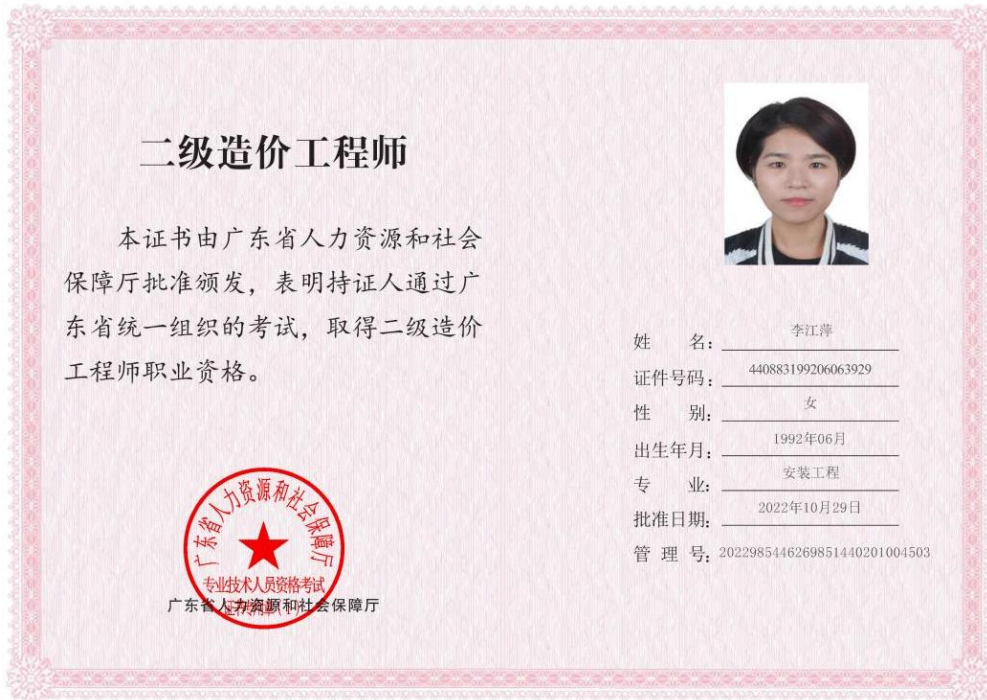 二级造价工程师
本证书由广东省人力资源和社会
保障厅批准颁发，表明持证人通过广
东省统一组织的考试，取得二级造价
工程师职业资格。
广东省人力资源和社会保障厅
专业技术人员资格考试
广东省人力资源和社会保障厅
姓名：李江萍
证件号码：440883199206063929
性别：女
出生年月：1992年06月
专业：安装工程
批准日期：2022年10月29日
管理号：2022985446269851440201004503